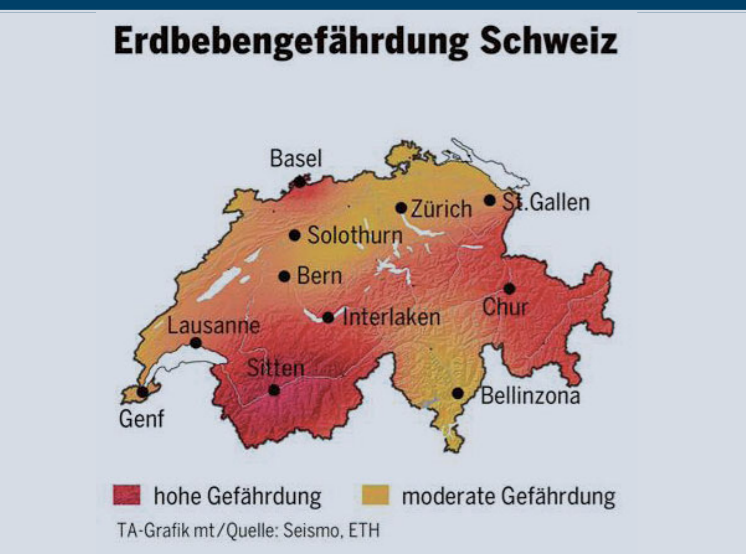 Erdbebengefährdung Schweiz
Basel
Zürich
St.Gallen
Solothurn
Bern
Chur
Interlaken
Lausanne
Sitten
Bellinzona
Genf
hohe Gefährdung
moderate Gefährdung
TA-Grafik mt/Quelle: Seismo, ETH